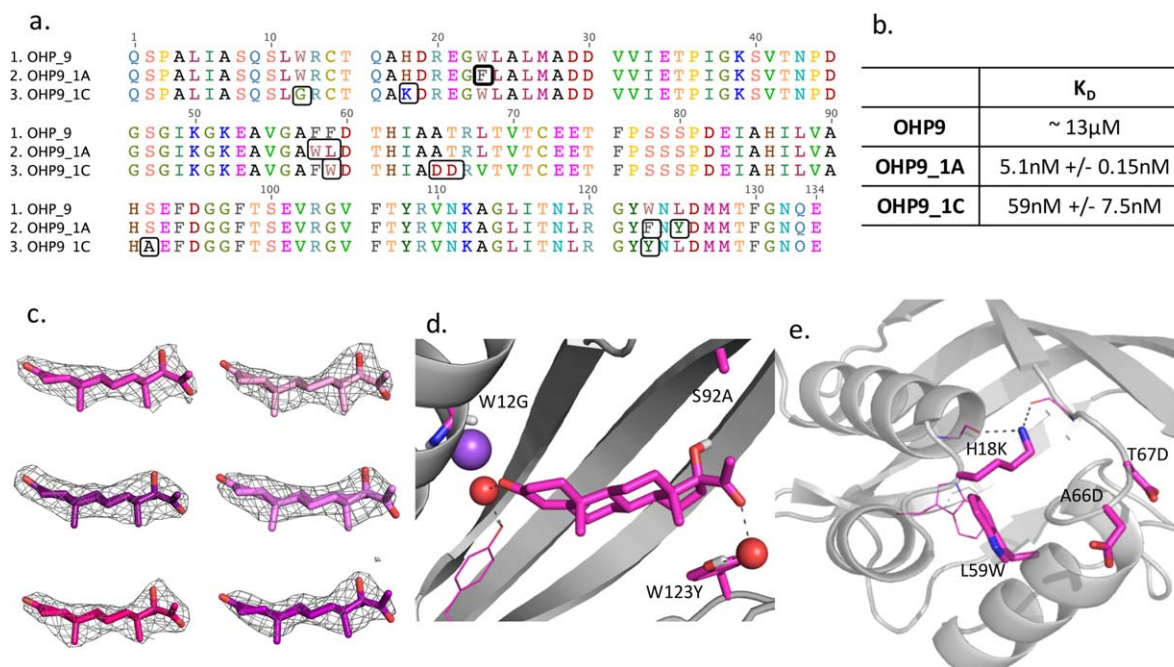 a.
1 10 20 30 40
1. OHP_9 QSPALIASQSLWRCT QAHDREGWLALMADD VVIETPIGKSVTNPD
2. OHP9_1A QSPALIASQSLWRCT QAHDREGFLALMADD VVIETPIGKSVTNPD
3. OHP9_1C QSPALIASQSLGRCT QAKDREGWLALMADD VVIETPIGKSVTNPD
50 60 70 80 90
1. OHP_9 GSGIKGKEAVGAFFD THIAATRLTVTCEET FPSSSPDEIAHILVA
2. OHP9_1A GSGIKGKEAVGAWLD THIAATRLTVTCEET FPSSSPDEIAHILVA
3. OHP9_1C GSGIKGKEAVGAFWD THIADDRVTVTCEET FPSSSPDEIAHILVA
100 110 120 130 134
1. OHP_9 HSEFDGGFTSEVRGV FTYRVNKAGLITNLR GYWNLDMMTFGNQE
2. OHP9_1A HSEFDGGFTSEVRGV FTYRVNKAGLITNLR GYFNYDMMTFGNQE
3. OHP9_1C HAEFDGGFTSEVRGV FTYRVNKAGLITNLR GYYNLDMMTFGNQE
b.
K_D
OHP9 ~ 13µM
OHP9_1A 5.1nM +/- 0.15nM
OHP9_1C 59nM +/- 7.5nM
c.
d.
W12G
S92A
W123Y
e.
H18K
T67D
A66D
L59W